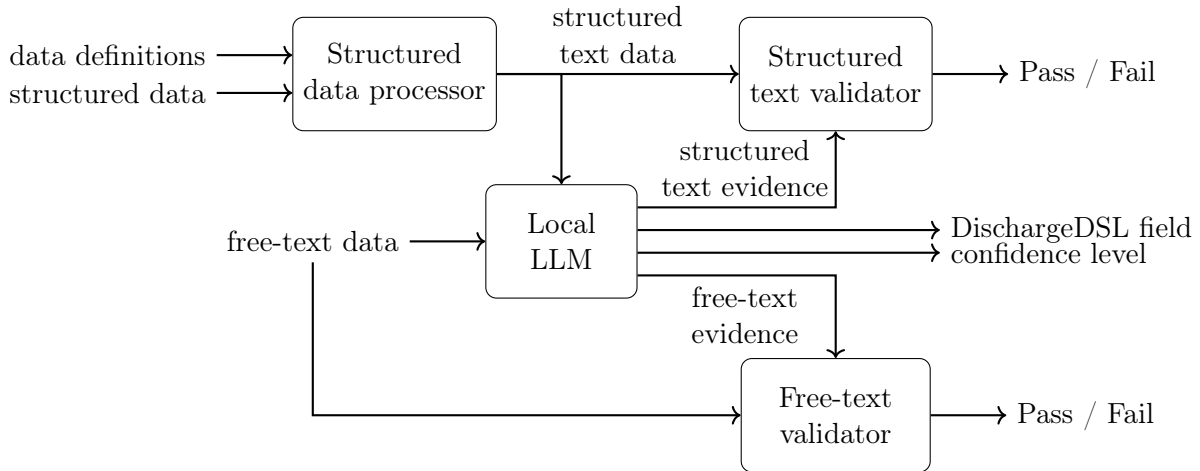 data definitions
structured data
Structured
data processor
structured
text data
Structured
text validator
Pass / Fail
structured
text evidence
free-text data
Local
LLM
DischargeDSL field
confidence level
free-text
evidence
Free-text
validator
Pass / Fail